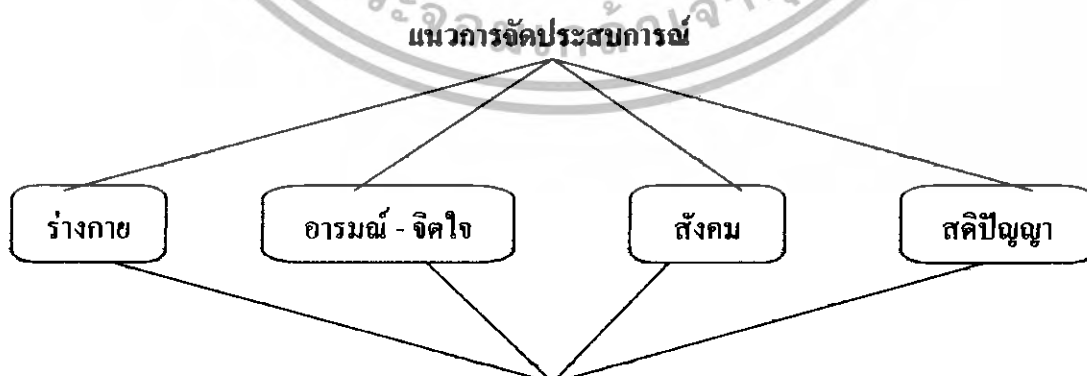 แนวการจัดประสบการณ์
ร่างกาย
อารมณ์ - จิตใจ
สังคม
สติปัญญา